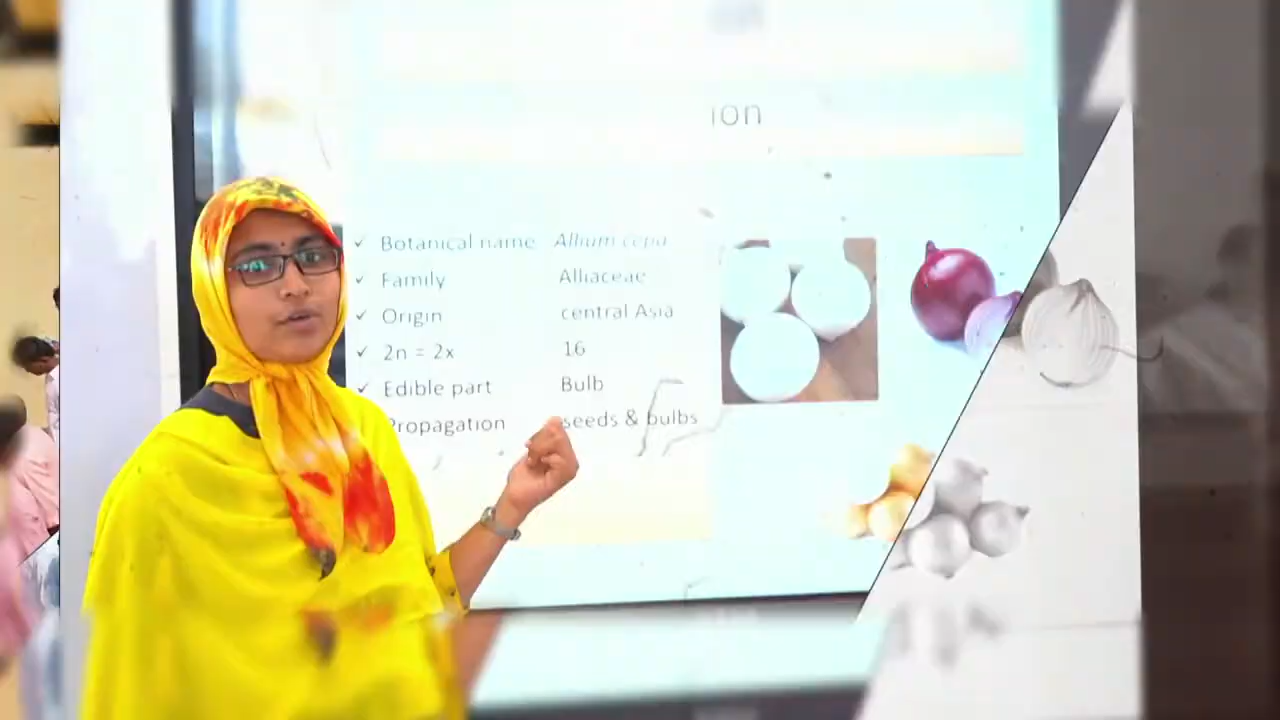 ion
Botanical name Allium cepa
Family Alliaceae
Origin central Asia
2n = 2x 16
Edible part Bulb
Propagation seeds & bulbs